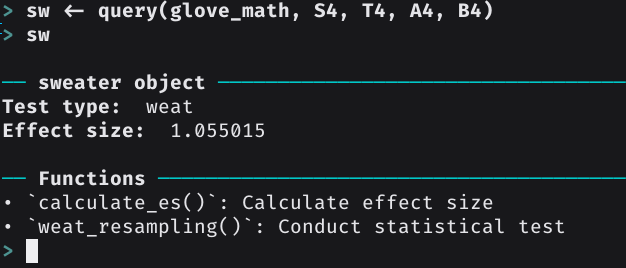 > sw <- query(glove_math, S4, T4, A4, B4)
> sw
── sweater object ──────────────────────────────
Test type:  weat
Effect size:  1.055015
── Functions ──────────────────────────────
• `calculate_es()`: Calculate effect size
• `weat_resampling()`: Conduct statistical test
>